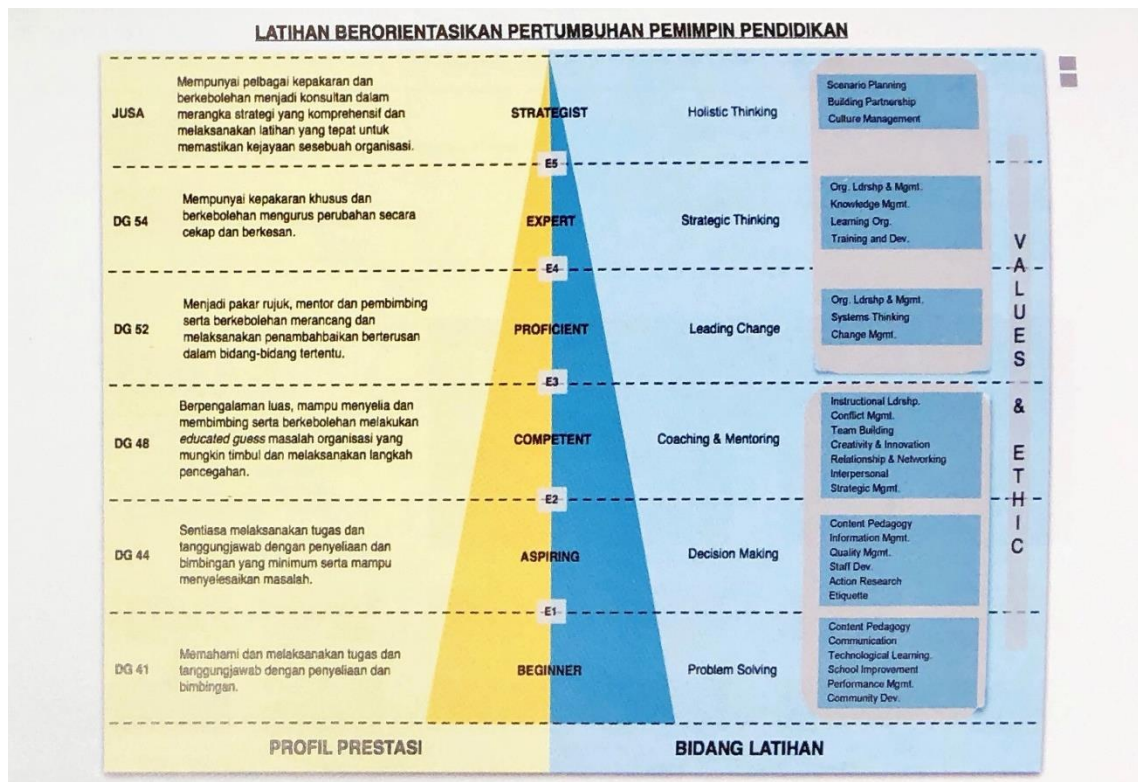 LATIHAN BERORIENTASIKAN PERTUMBUHAN PEMIMPIN PENDIDIKAN
JUSA
Mempunyai pelbagai kepakaran dan
berkebolehan menjadi konsultan dalam
merangka strategi yang komprehensif dan
melaksanakan latihan yang tepat untuk
memastikan kejayaan sesebuah organisasi.
STRATEGIST
Holistic Thinking
Scenario Planning
Building Partnership
Culture Management
E5
DG 54
Mempunyai kepakaran khusus dan
berkebolehan mengurus perubahan secara
cekap dan berkesan.
EXPERT
Strategic Thinking
Org. Ldrshp & Mgmt.
Knowledge Mgmt.
Learning Org.
Training and Dev.
E4
DG 52
Menjadi pakar rujuk, mentor dan pembimbing
serta berkebolehan merancang dan
melaksanakan penambahbaikan berterusan
dalam bidang-bidang tertentu.
PROFICIENT
Leading Change
Org. Ldrshp & Mgmt.
Systems Thinking
Change Mgmt.
E3
DG 48
Berpengalaman luas, mampu menyelia dan
membimbing serta berkebolehan melakukan
educated guess masalah organisasi yang
mungkin timbul dan melaksanakan langkah
pencegahan.
COMPETENT
Coaching & Mentoring
Instructional Ldrshp.
Conflict Mgmt.
Team Building
Creativity & Innovation
Relationship & Networking
Interpersonal
Strategic Mgmt.
E2
DG 44
Sentiasa melaksanakan tugas dan
tanggungjawab dengan penyeliaan dan
bimbingan yang minimum serta mampu
menyelesaikan masalah.
ASPIRING
Decision Making
Content Pedagogy
Information Mgmt.
Quality Mgmt.
Staff Dev.
Action Research
Etiquette
E1
DG 41
Memahami dan melaksanakan tugas dan
tanggungjawab dengan penyeliaan dan
bimbingan.
BEGINNER
Problem Solving
Content Pedagogy
Communication
Technological Learning.
School Improvement
Performance Mgmt.
Community Dev.
VALUES & ETHIC
PROFIL PRESTASI
BIDANG LATIHAN